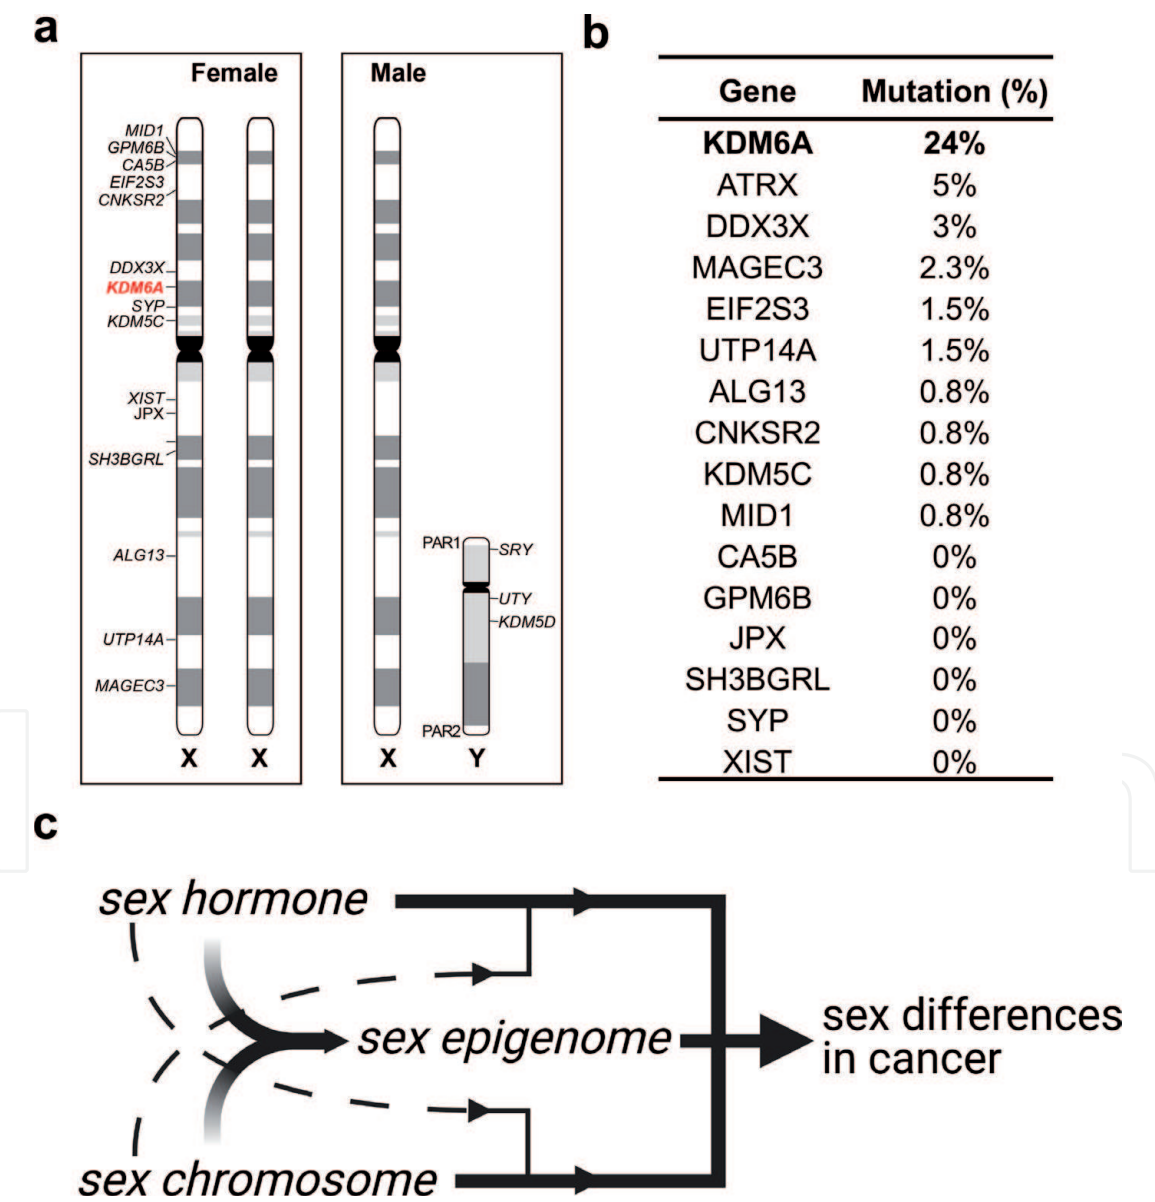 a
Female
MID1
GPM6B
CA5B
EIF2S3
CNKSR2
DDX3X
KDM6A
SYP
KDM5C
XIST
JPX
SH3BGRL
ALG13
UTP14A
MAGEC3
X X
Male
PAR1 SRY
UTY
KDM5D
PAR2
X Y
b
Gene Mutation (%)
KDM6A 24%
ATRX 5%
DDX3X 3%
MAGEC3 2.3%
EIF2S3 1.5%
UTP14A 1.5%
ALG13 0.8%
CNKSR2 0.8%
KDM5C 0.8%
MID1 0.8%
CA5B 0%
GPM6B 0%
JPX 0%
SH3BGRL 0%
SYP 0%
XIST 0%
c
sex hormone
sex epigenome
sex chromosome
sex differences
in cancer